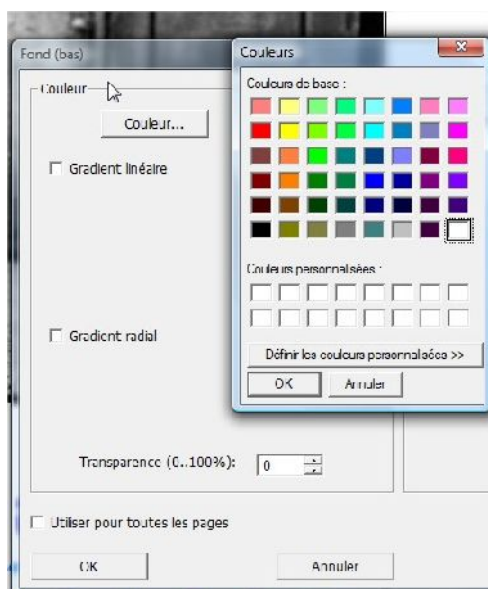 Fond (bas)
Couleur
Couleur...
Gradient linéaire
Gradient radial
Transparence (0..100%):
0
Utiliser pour toutes les pages
OK
Annuler
Couleurs
Couleurs de base :
Couleurs personnalisées :
Définir les couleurs personnalisées >>
OK
Annuler